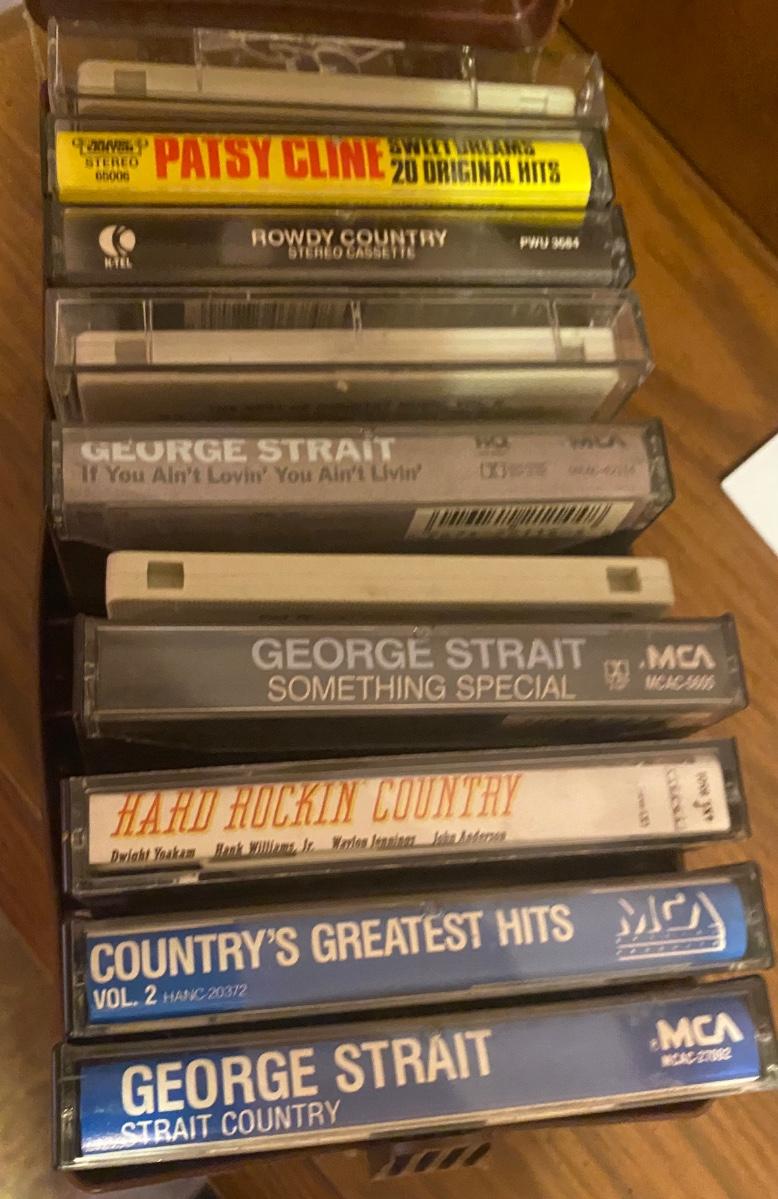 STEREO
05006
PATSY CLINE
SWEET DREAMS
20 ORIGINAL HITS
K-TEL
ROWDY COUNTRY
STEREO CASSETTE
PWU 3684
GEORGE STRAIT
If You Ain't Lovin' You Ain't Livin'
HQ
MCA
GEORGE STRAIT
SOMETHING SPECIAL
MCA
MCAC-5605
HARD ROCKIN' COUNTRY
Dwight Yoakam Hank Williams, Jr. Waylon Jennings John Anderson
COUNTRY'S GREATEST HITS
VOL. 2 HANC-20372
MCA
GEORGE STRAIT
STRAIT COUNTRY
MCA
MCAC-27092